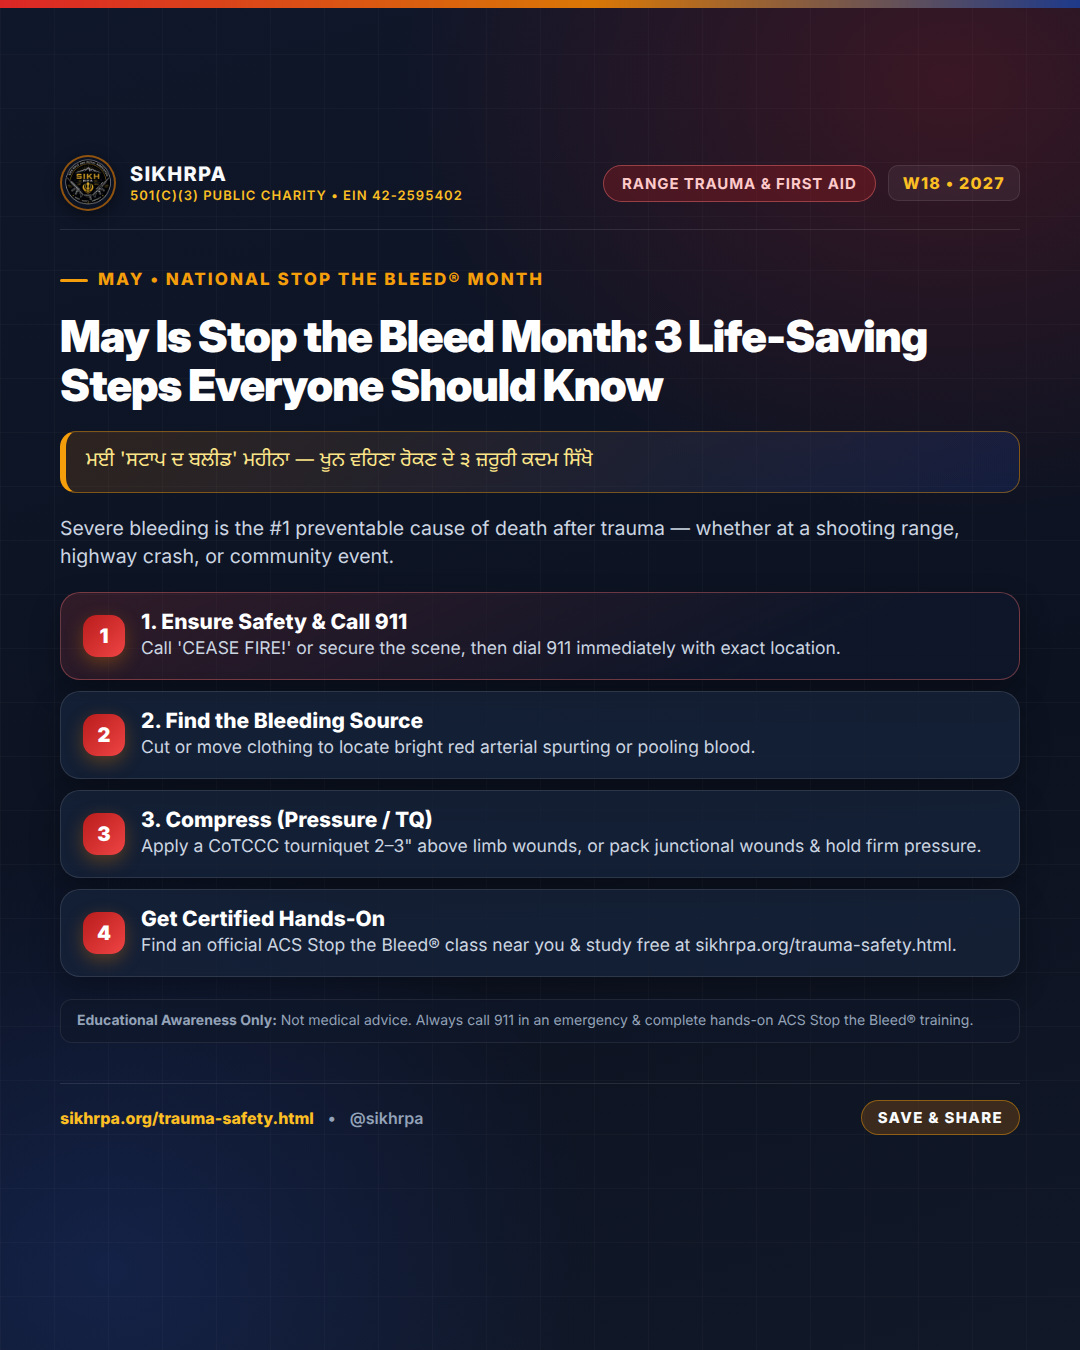 SIKH
SIKHRPA
501(C)(3) PUBLIC CHARITY • EIN 42-2595402
RANGE TRAUMA & FIRST AID
W18 • 2027
MAY • NATIONAL STOP THE BLEED® MONTH
May Is Stop the Bleed Month: 3 Life-Saving
Steps Everyone Should Know
ਮਈ 'ਸਟਾਪ ਦ ਬਲੀਡ' ਮਹੀਨਾ — ਖੂਨ ਵਹਿਣਾ ਰੋਕਣ ਦੇ ੩ ਜ਼ਰੂਰੀ ਕਦਮ ਸਿੱਖੋ
Severe bleeding is the #1 preventable cause of death after trauma — whether at a shooting range,
highway crash, or community event.
1
1. Ensure Safety & Call 911
Call 'CEASE FIRE!' or secure the scene, then dial 911 immediately with exact location.
2
2. Find the Bleeding Source
Cut or move clothing to locate bright red arterial spurting or pooling blood.
3
3. Compress (Pressure / TQ)
Apply a CoTCCC tourniquet 2–3" above limb wounds, or pack junctional wounds & hold firm pressure.
4
Get Certified Hands-On
Find an official ACS Stop the Bleed® class near you & study free at sikhrpa.org/trauma-safety.html.
Educational Awareness Only: Not medical advice. Always call 911 in an emergency & complete hands-on ACS Stop the Bleed® training.
sikhrpa.org/trauma-safety.html • @sikhrpa
SAVE & SHARE